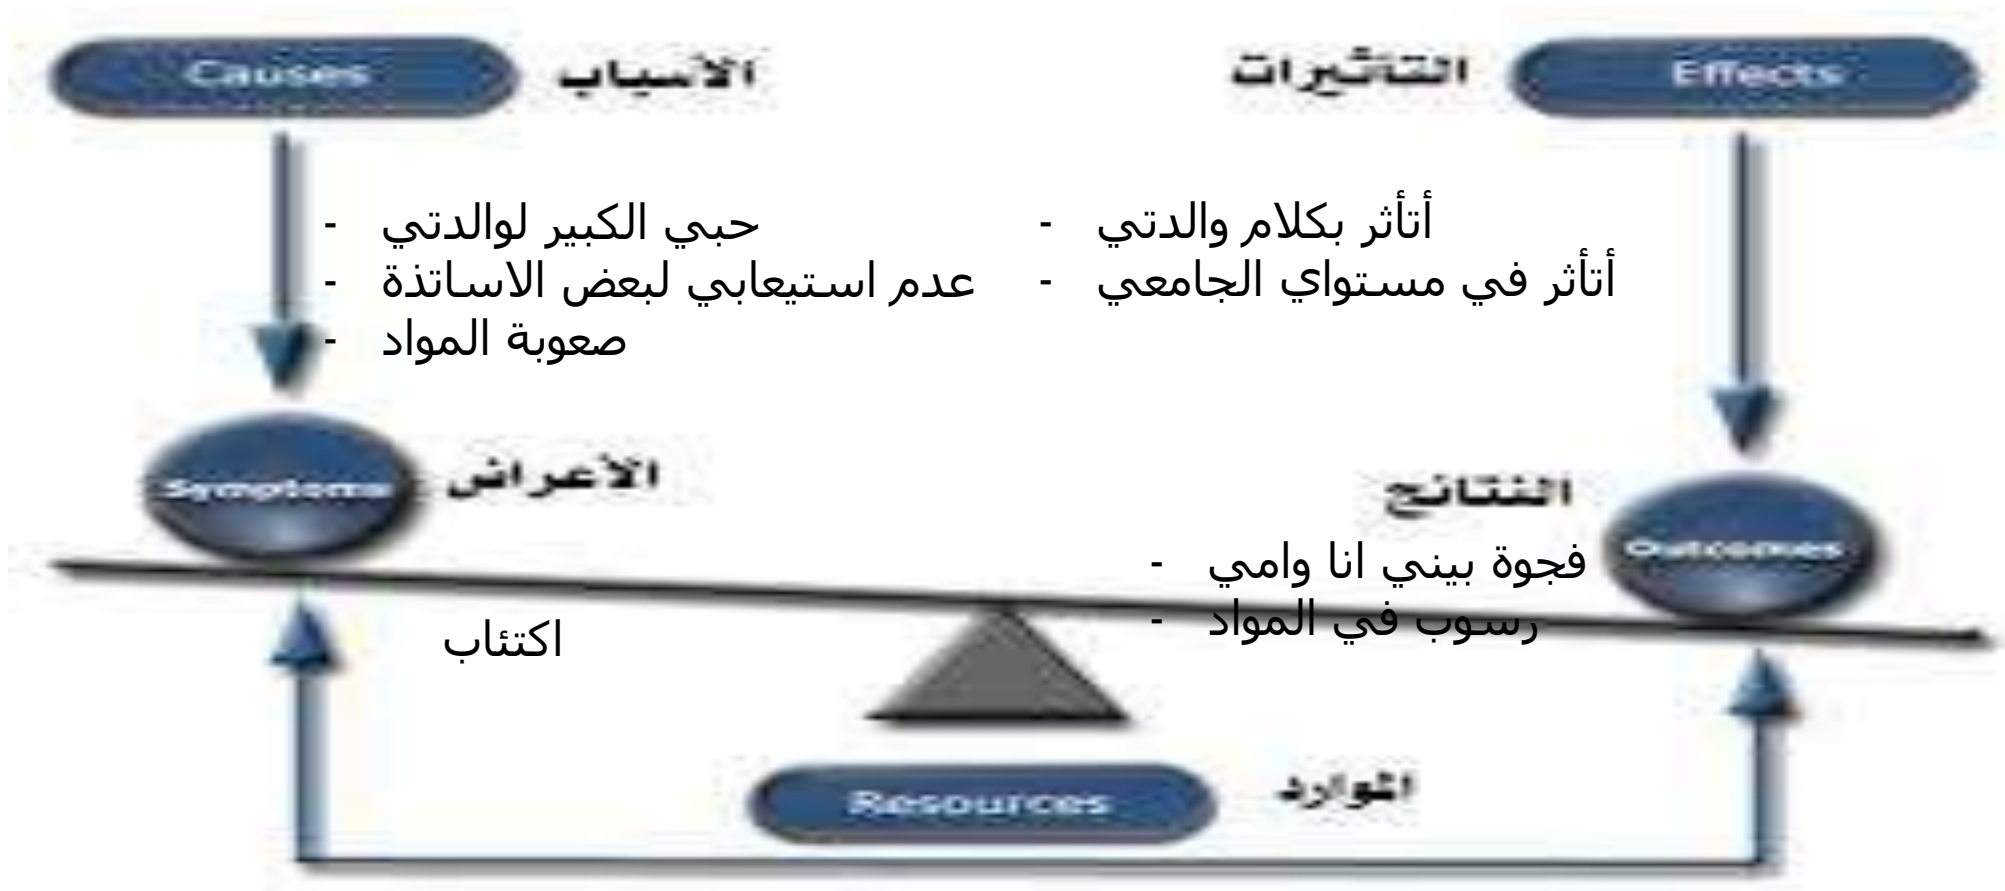 Causes
الأسباب
التأثيرات
Effects
- حبي الكبير لوالدتي
- عدم استيعابي لبعض الاساتذة
- صعوبة المواد
- أتأثر بكلام والدتي
- أتأثر في مستواي الجامعي
Symptoms
الأعراض
النتائج
Outcomes
- فجوة بيني انا وامي
- رسوب في المواد
اكتئاب
Resources
الموارد